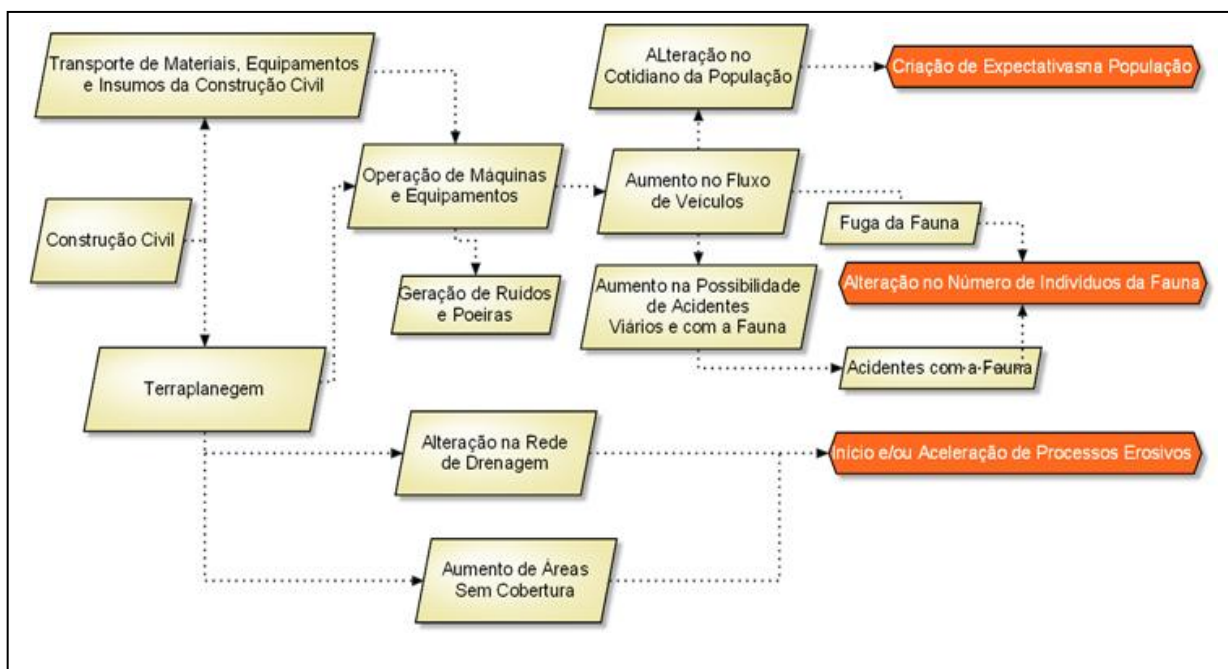 Transporte de Materiais, Equipamentos
e Insumos da Construção Civil
ALteração no
Cotidiano da População
Criação de Expectativasna População
Operação de Máquinas
e Equipamentos
Aumento no Fluxo
de Veículos
Fuga da Fauna
Construção Civil
Geração de Ruídos
e Poeiras
Aumento na Possibilidade
de Acidentes
Viários e com a Fauna
Alteração no Número de Indivíduos da Fauna
Terraplanegem
Acidentes com a Fauna
Alteração na Rede
de Drenagem
Início e/ou Aceleração de Processos Erosivos
Aumento de Áreas
Sem Cobertura